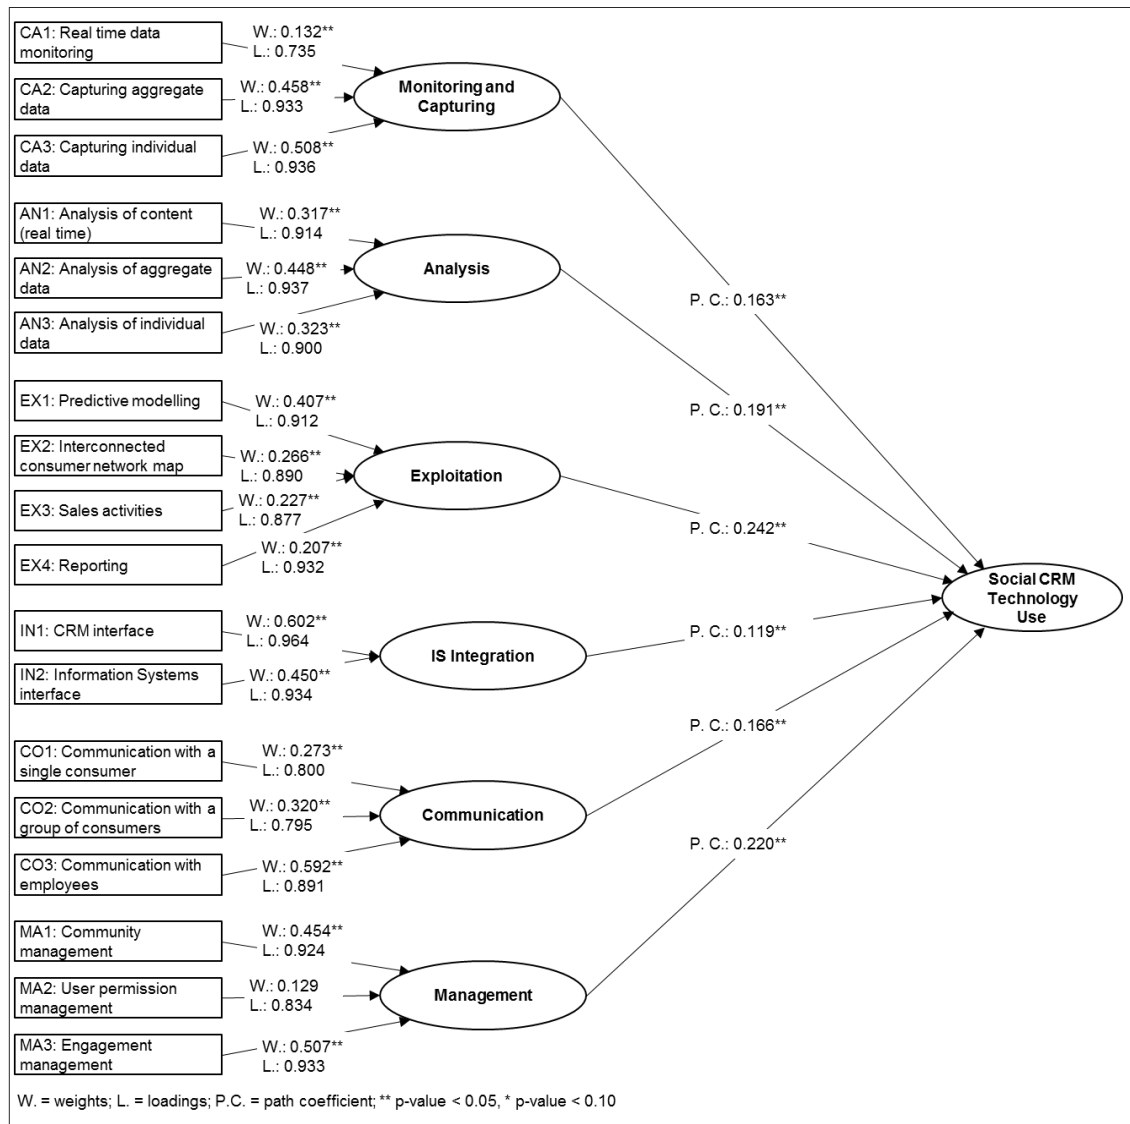 CA1: Real time data
monitoring
W.: 0.132**
L.: 0.735
CA2: Capturing aggregate
data
W.: 0.458**
L.: 0.933
CA3: Capturing individual
data
W.: 0.508**
L.: 0.936
Monitoring and
Capturing
AN1: Analysis of content
(real time)
W.: 0.317**
L.: 0.914
AN2: Analysis of aggregate
data
W.: 0.448**
L.: 0.937
AN3: Analysis of individual
data
W.: 0.323**
L.: 0.900
Analysis
EX1: Predictive modelling
W.: 0.407**
L.: 0.912
EX2: Interconnected
consumer network map
W.: 0.266**
L.: 0.890
EX3: Sales activities
W.: 0.227**
L.: 0.877
EX4: Reporting
W.: 0.207**
L.: 0.932
Exploitation
IN1: CRM interface
W.: 0.602**
L.: 0.964
IN2: Information Systems
interface
W.: 0.450**
L.: 0.934
IS Integration
CO1: Communication with a
single consumer
W.: 0.273**
L.: 0.800
CO2: Communication with a
group of consumers
W.: 0.320**
L.: 0.795
CO3: Communication with
employees
W.: 0.592**
L.: 0.891
Communication
MA1: Community
management
W.: 0.454**
L.: 0.924
MA2: User permission
management
W.: 0.129
L.: 0.834
MA3: Engagement
management
W.: 0.507**
L.: 0.933
Management
P. C.: 0.163**
P. C.: 0.191**
P. C.: 0.242**
P. C.: 0.119**
P. C.: 0.166**
P. C.: 0.220**
Social CRM
Technology
Use
W. = weights; L. = loadings; P.C. = path coefficient; ** p-value < 0.05, * p-value < 0.10